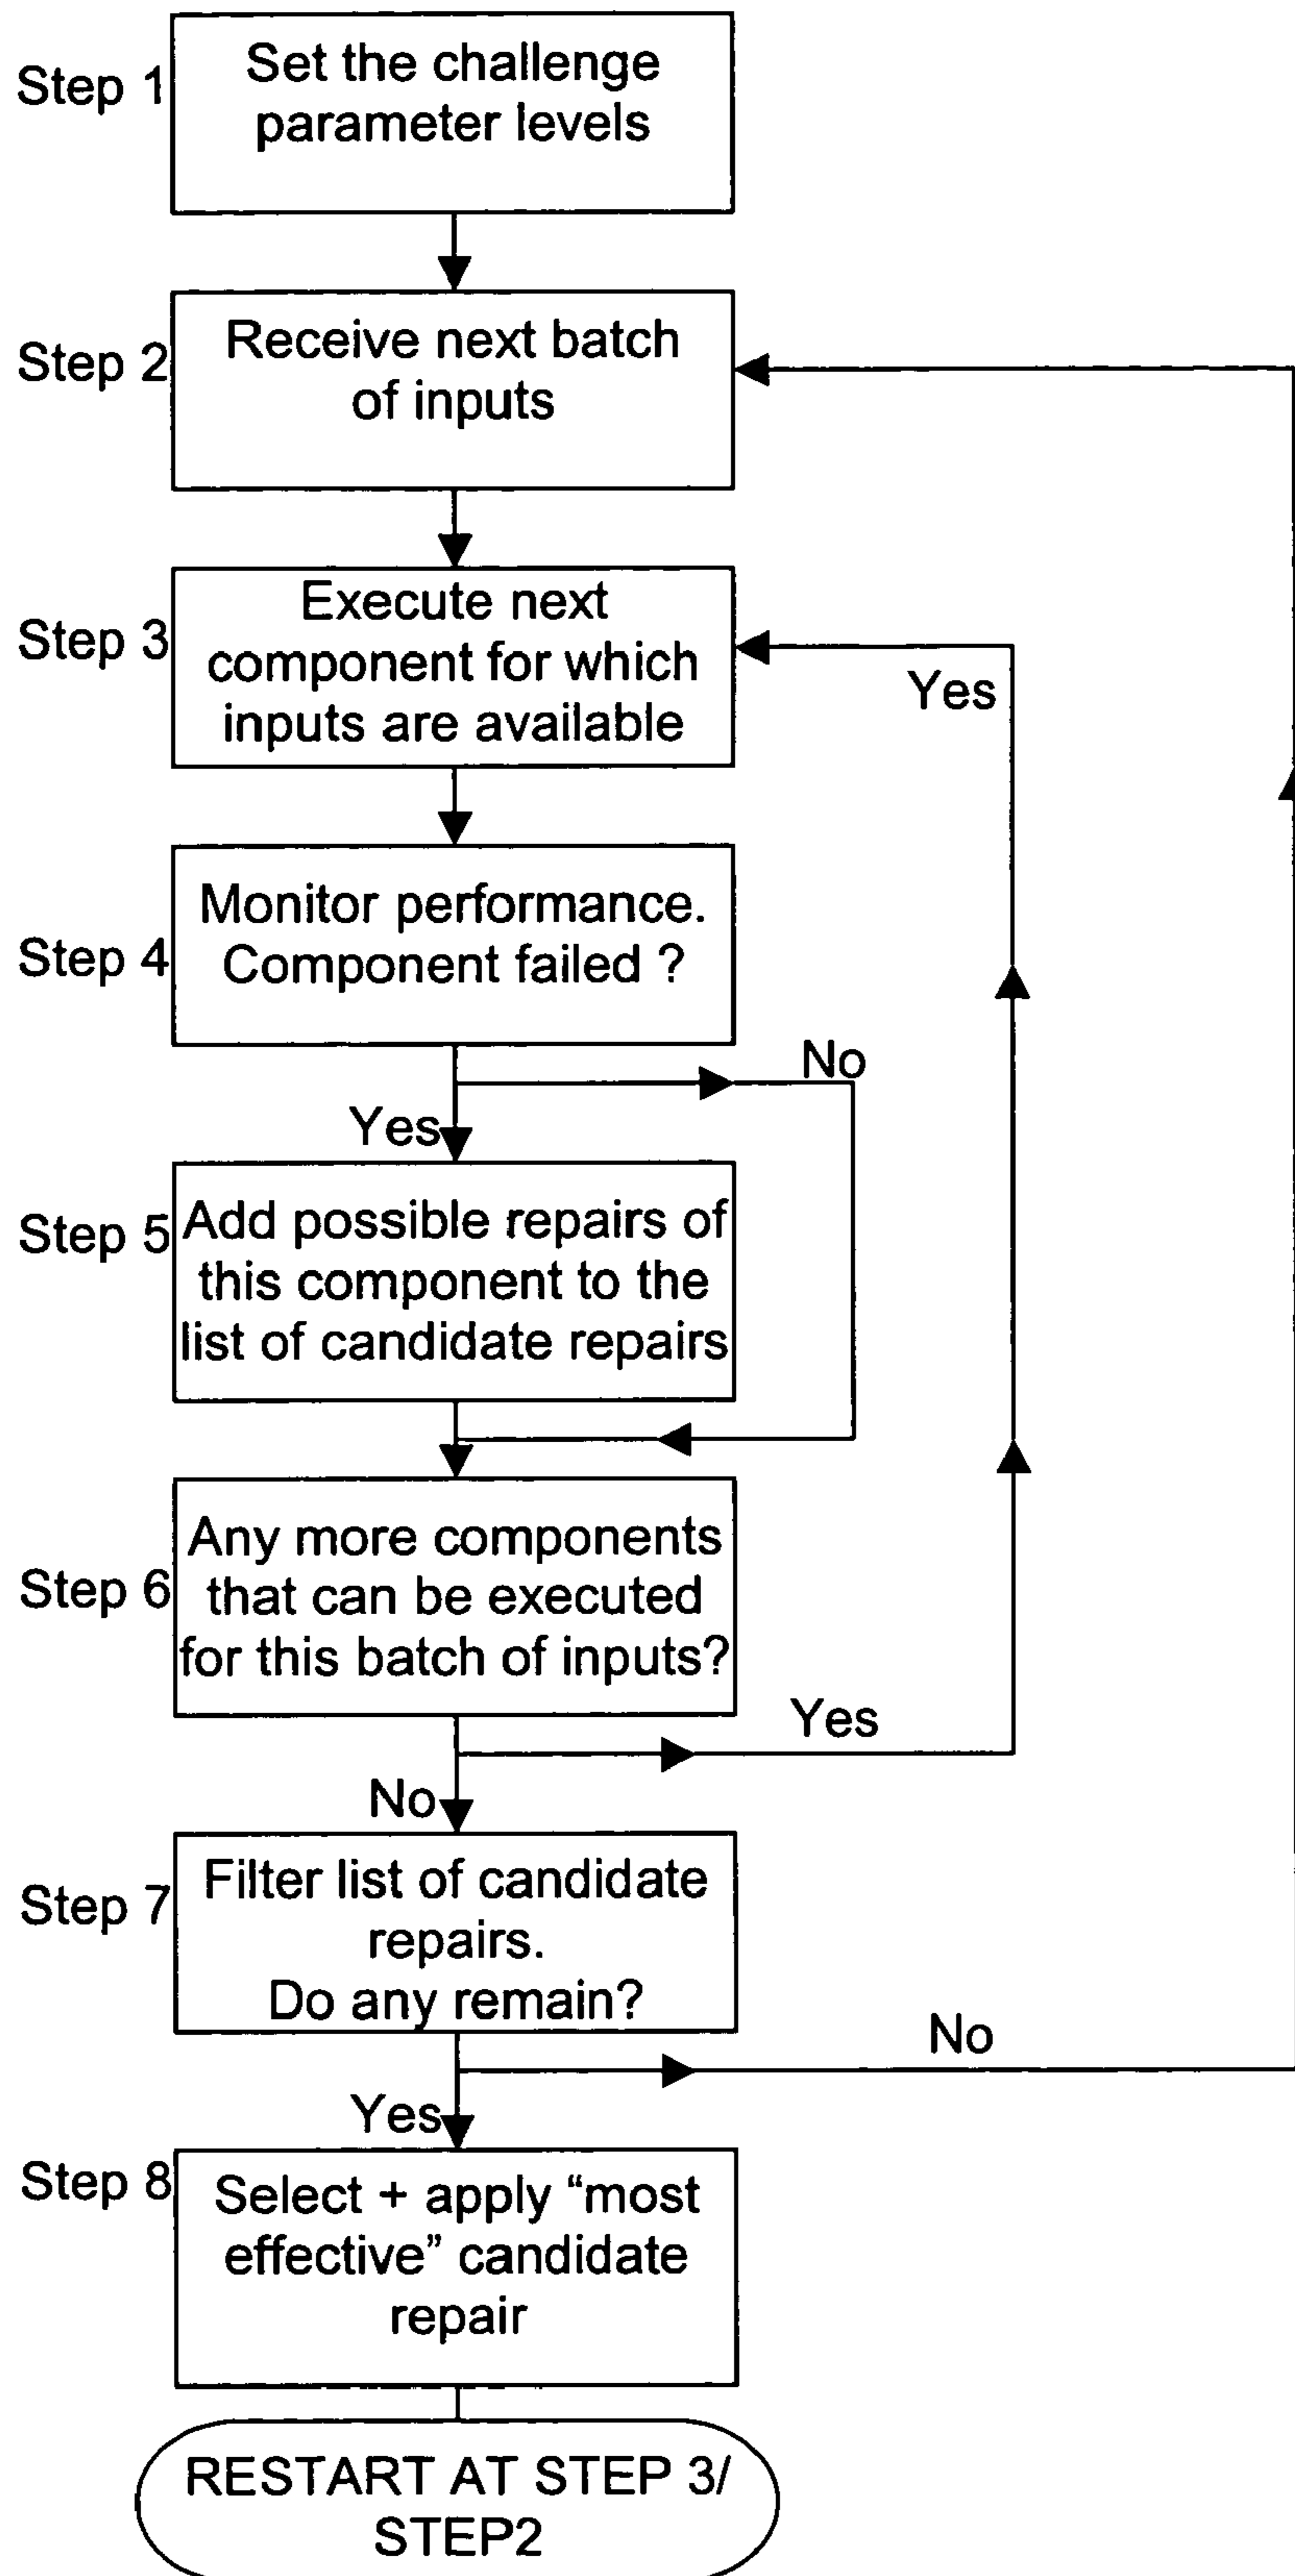 Step 1
Set the challenge
parameter levels
Step 2
Receive next batch
of inputs
Step 3
Execute next
component for which
inputs are available
Yes
Step 4
Monitor performance.
Component failed ?
No
Yes
Step 5
Add possible repairs of
this component to the
list of candidate repairs
Step 6
Any more components
that can be executed
for this batch of inputs?
Yes
No
Step 7
Filter list of candidate
repairs.
Do any remain?
No
Yes
Step 8
Select + apply “most
effective” candidate
repair
RESTART AT STEP 3/
STEP2